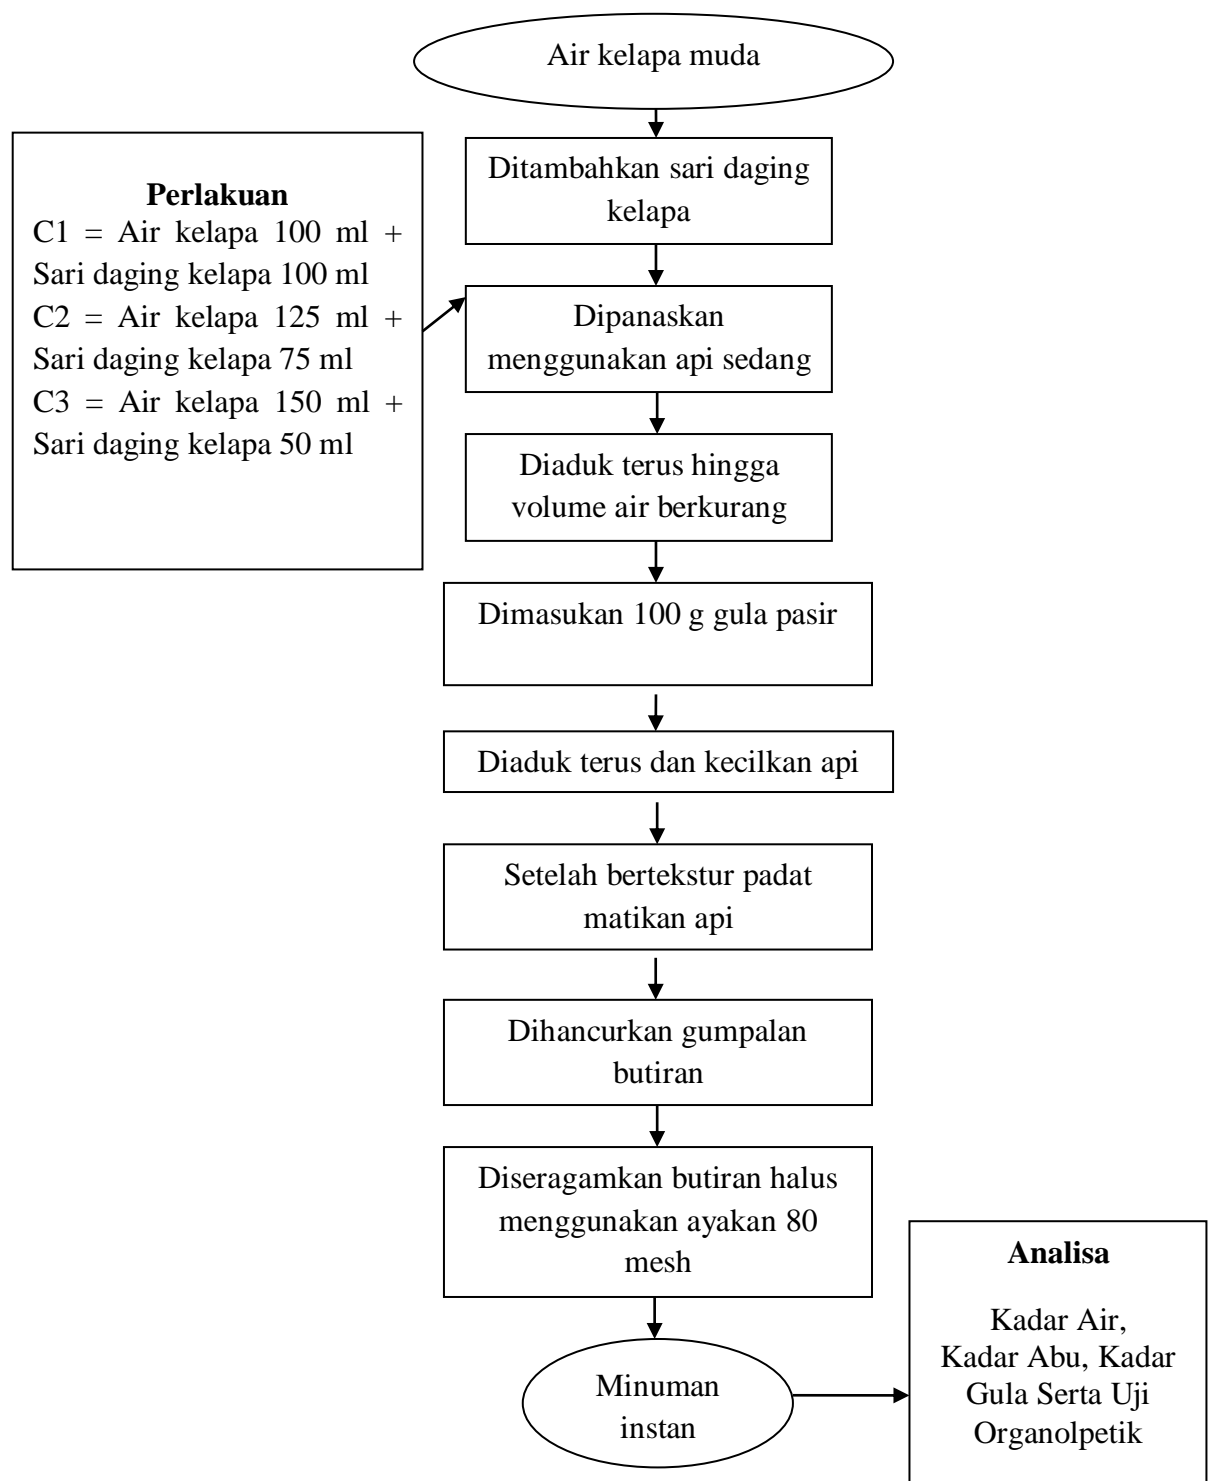 Air kelapa muda
Ditambahkan sari daging
kelapa
Perlakuan
C1 = Air kelapa 100 ml +
Sari daging kelapa 100 ml
C2 = Air kelapa 125 ml +
Sari daging kelapa 75 ml
C3 = Air kelapa 150 ml +
Sari daging kelapa 50 ml
Dipanaskan
menggunakan api sedang
Diaduk terus hingga
volume air berkurang
Dimasukan 100 g gula pasir
Diaduk terus dan kecilkan api
Setelah bertekstur padat
matikan api
Dihancurkan gumpalan
butiran
Diseragamkan butiran halus
menggunakan ayakan 80
mesh
Minuman
instan
Analisa
Kadar Air,
Kadar Abu, Kadar
Gula Serta Uji
Organolpetik